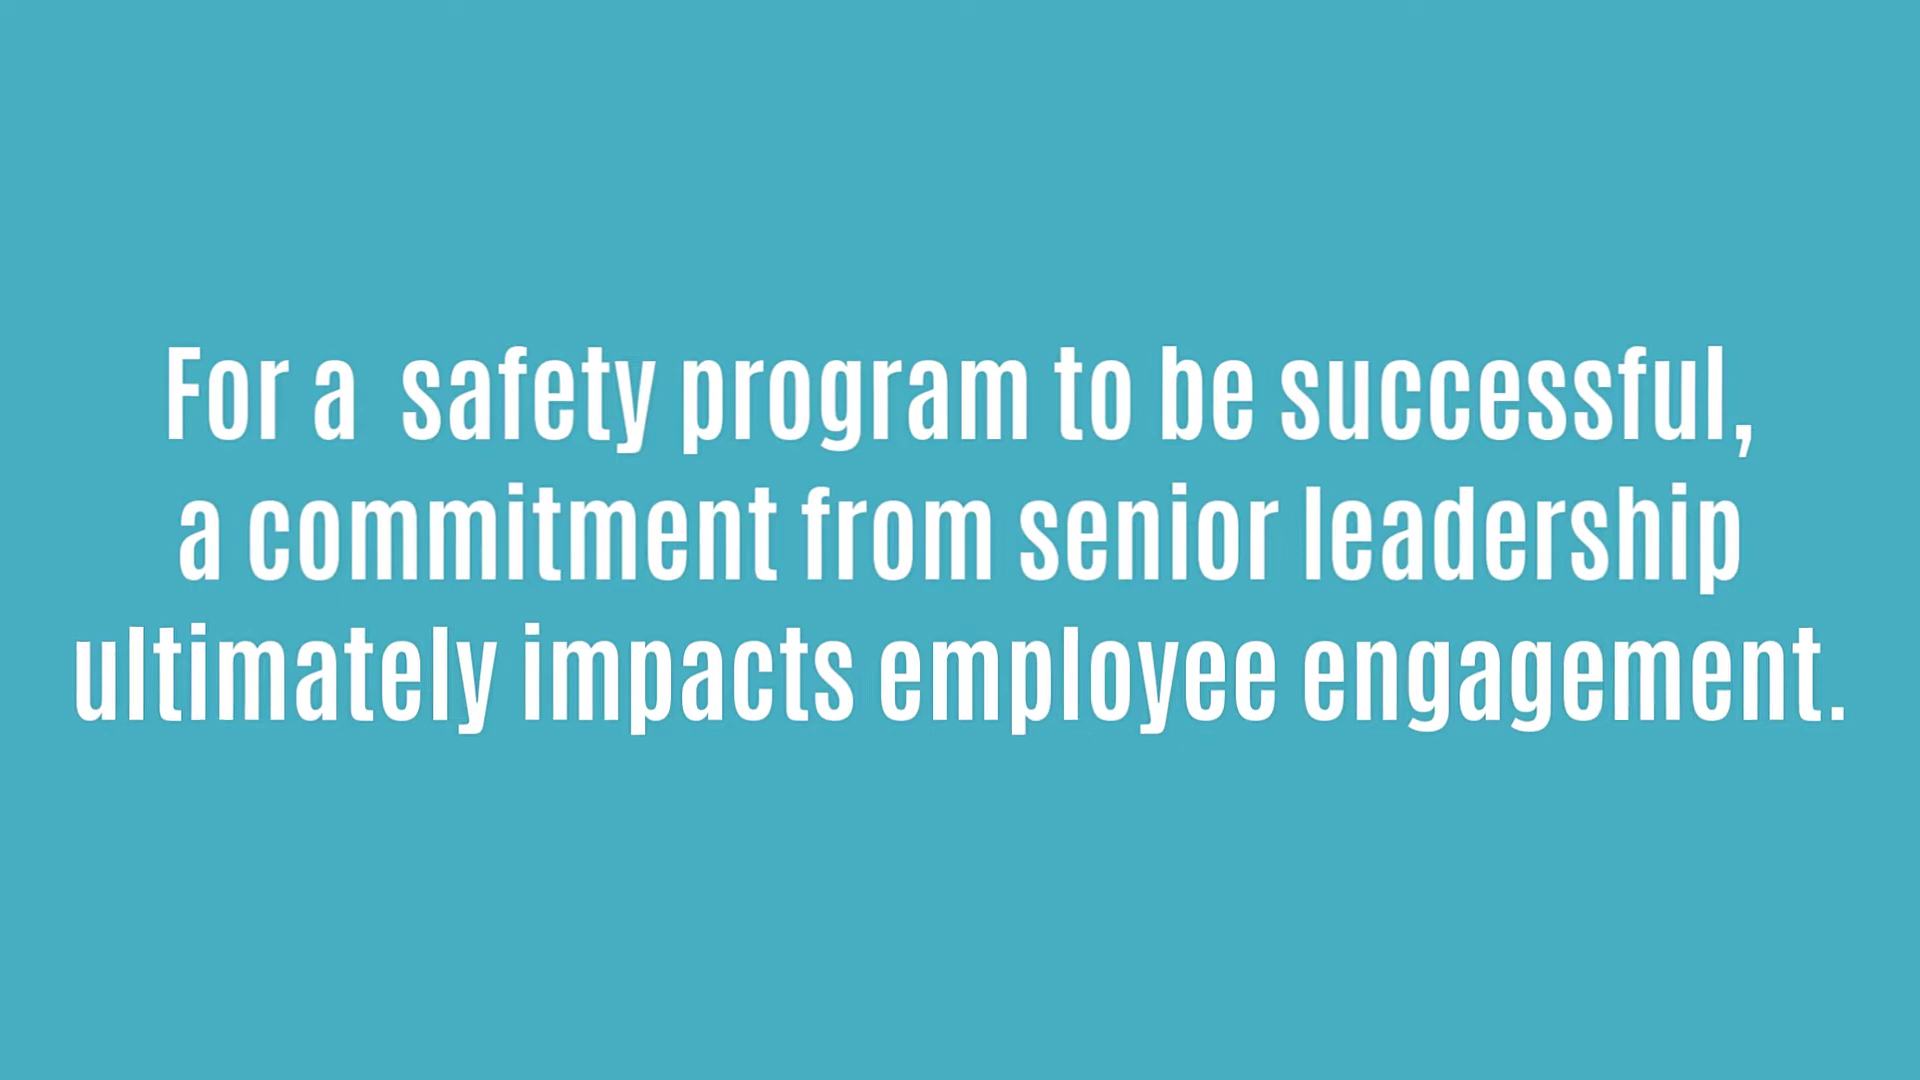 For a  safety program to be successful,
a commitment from senior leadership
ultimately impacts employee engagement.